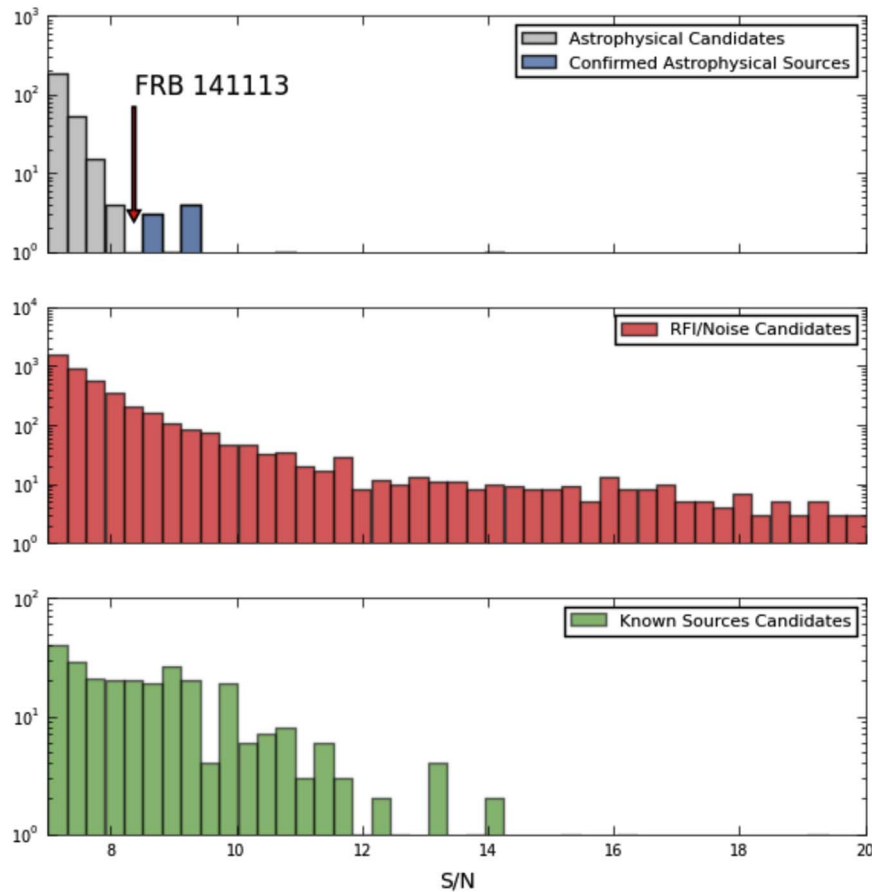 10³
Astrophysical Candidates
Confirmed Astrophysical Sources
FRB 141113
10²
10¹
10⁰
10⁴
RFI/Noise Candidates
10³
10²
10¹
10⁰
10²
Known Sources Candidates
10¹
10⁰
8 10 12 14 16 18 20
S/N